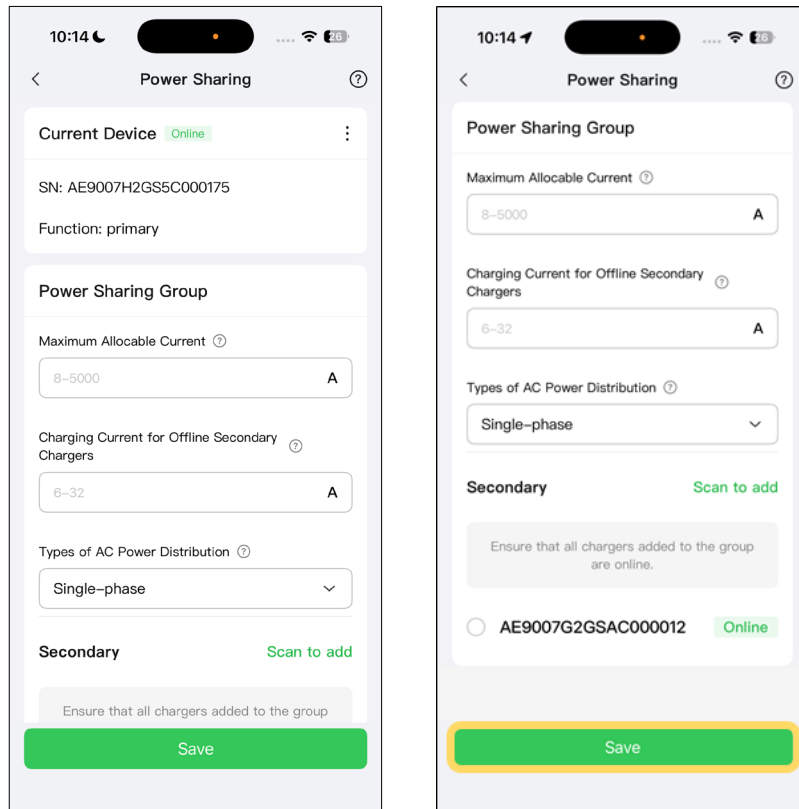 10:14
26
Power Sharing
?
Current Device Online
SN: AE9007H2GS5C000175
Function: primary
Power Sharing Group
Maximum Allocable Current ?
8-5000 A
Charging Current for Offline Secondary
Chargers ?
6-32 A
Types of AC Power Distribution ?
Single-phase
Secondary Scan to add
Ensure that all chargers added to the group
Save
10:14
26
Power Sharing
?
Power Sharing Group
Maximum Allocable Current ?
8-5000 A
Charging Current for Offline Secondary
Chargers ?
6-32 A
Types of AC Power Distribution ?
Single-phase
Secondary Scan to add
Ensure that all chargers added to the group
are online.
AE9007G2GSAC000012 Online
Save